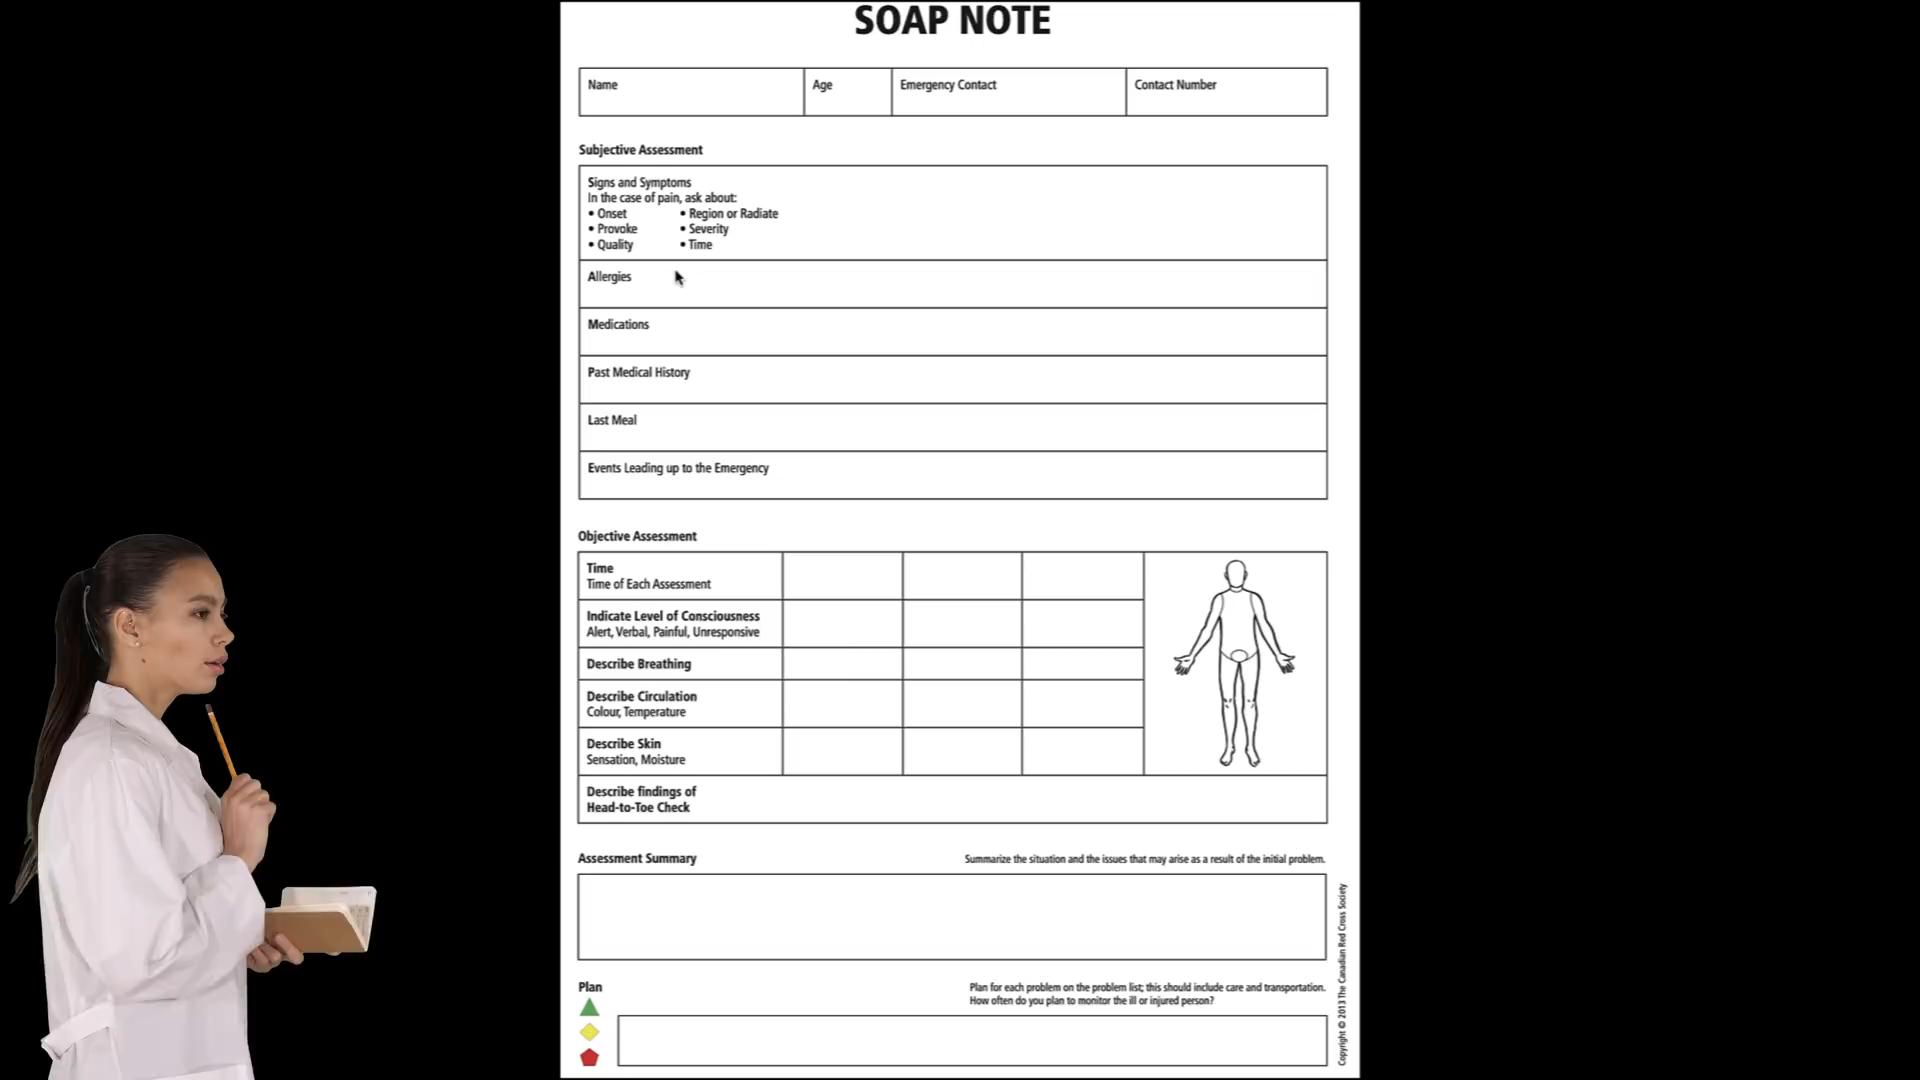 SOAP NOTE
Name Age Emergency Contact Contact Number
Subjective Assessment
Signs and Symptoms
In the case of pain, ask about:
• Onset • Region or Radiate
• Provoke • Severity
• Quality • Time
Allergies
Medications
Past Medical History
Last Meal
Events Leading up to the Emergency
Objective Assessment
Time
Time of Each Assessment
Indicate Level of Consciousness
Alert, Verbal, Painful, Unresponsive
Describe Breathing
Describe Circulation
Colour, Temperature
Describe Skin
Sensation, Moisture
Describe findings of
Head-to-Toe Check
Assessment Summary Summarize the situation and the issues that may arise as a result of the initial problem.
Plan Plan for each problem on the problem list; this should include care and transportation.
How often do you plan to monitor the ill or injured person?
Copyright © 2013 The Canadian Red Cross Society